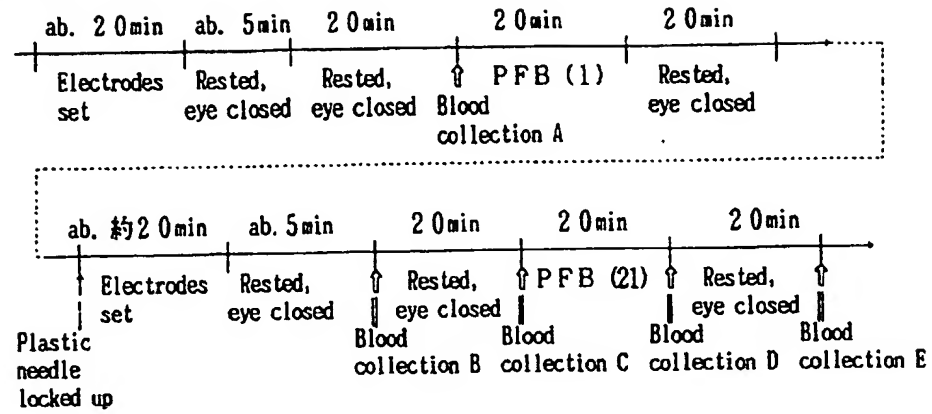 ab. 20min ab. 5min 20min 20min 20min
Electrodes Rested, Rested, PFB (1) Rested,
set eye closed eye closed Blood eye closed
collection A
ab. 約20min ab. 5min 20min 20min 20min
Electrodes Rested, Rested, PFB (21) Rested,
set eye closed eye closed eye closed
Plastic Blood Blood Blood Blood
needle collection B collection C collection D collection E
locked up